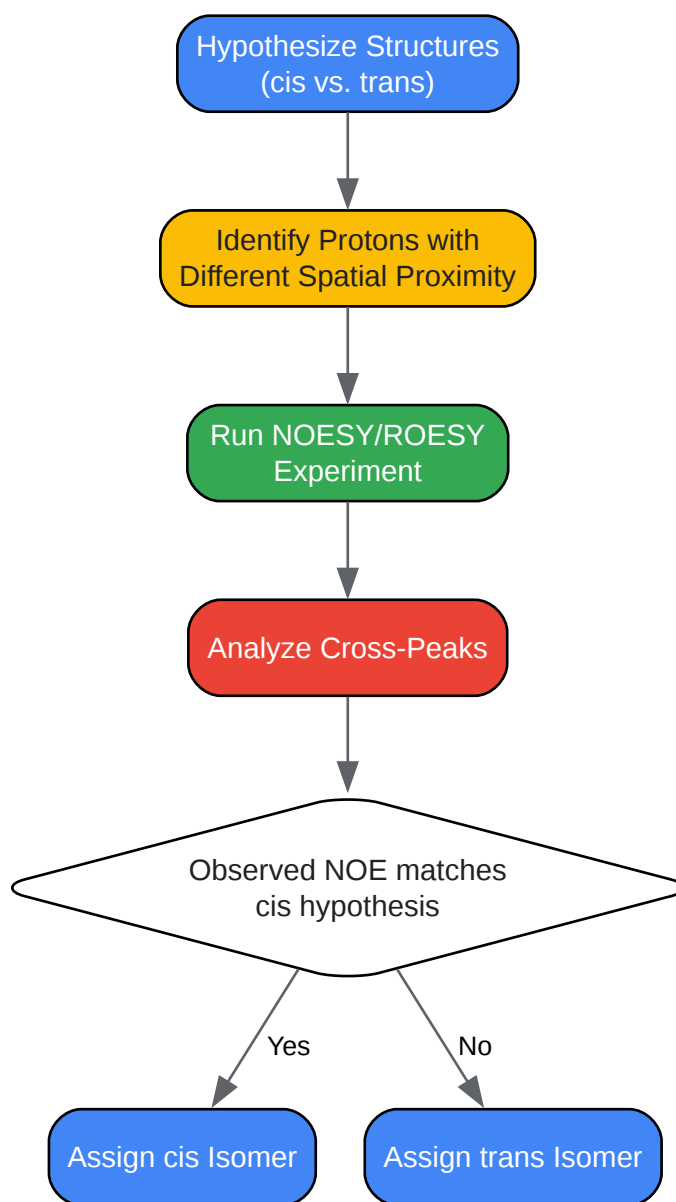 Hypothesize Structures
(cis vs. trans)
Identify Protons with
Different Spatial Proximity
Run NOESY/ROESY
Experiment
Analyze Cross-Peaks
Observed NOE matches
cis hypothesis
Yes
No
Assign cis Isomer
Assign trans Isomer